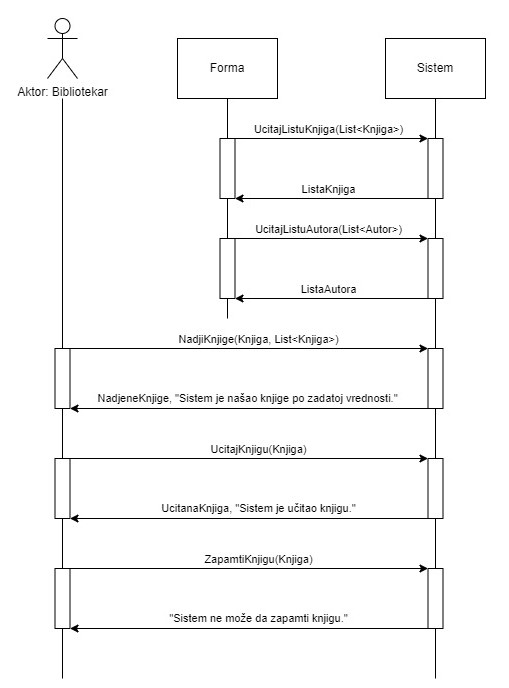 Forma
Sistem
Aktor: Bibliotekar
UcitajListuKnjiga(List<Knjiga>)
ListaKnjiga
UcitajListuAutora(List<Autor>)
ListaAutora
NadjiKnjige(Knjiga, List<Knjiga>)
NadjeneKnjige, "Sistem je našao knjige po zadatoj vrednosti."
UcitajKnjigu(Knjiga)
UcitanaKnjiga, "Sistem je učitao knjigu."
ZapamtiKnjigu(Knjiga)
"Sistem ne može da zapamti knjigu."